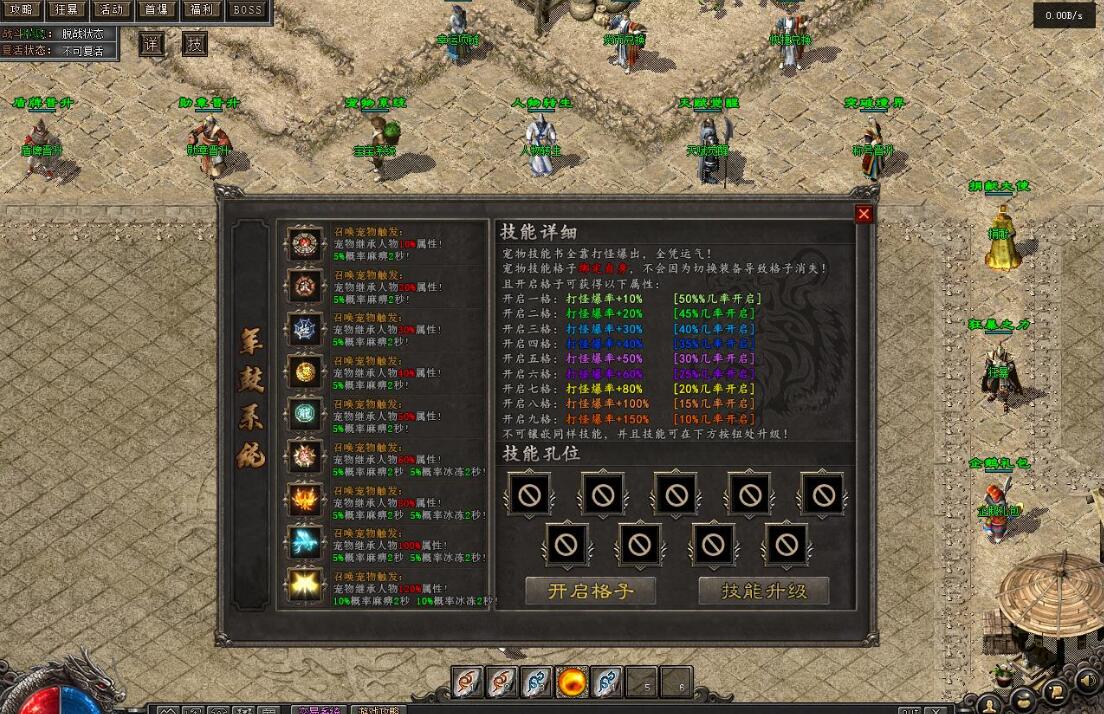 攻略 狂暴 活动 首爆 福利 BOSS
0.00B/s
脱战状态
复活状态： 不可复活
详 技
幸运项链
快捷兑换
盾牌晋升 勋章晋升 宠物系统 人物转生 天赋觉醒 突破境界
盾牌晋升 勋章晋升 宝宝系统 人物转生 天赋觉醒 称号晋升
捐献大使
捐献
狂暴之力
狂暴
企鹅礼包
企鹅礼包
军鼓系统
召唤宠物触发：
宠物继承人物10%属性！
5%概率麻痹2秒！
召唤宠物触发：
宠物继承人物20%属性！
5%概率麻痹2秒！
召唤宠物触发：
宠物继承人物30%属性！
5%概率麻痹2秒！
召唤宠物触发：
宠物继承人物40%属性！
5%概率麻痹2秒！
召唤宠物触发：
宠物继承人物50%属性！
5%概率麻痹2秒！
召唤宠物触发：
宠物继承人物60%属性！
5%概率麻痹2秒 5%概率冰冻2秒！
召唤宠物触发：
宠物继承人物80%属性！
5%概率麻痹2秒 5%概率冰冻2秒！
召唤宠物触发：
宠物继承人物100%属性！
5%概率麻痹2秒 5%概率冰冻2秒！
召唤宠物触发：
宠物继承人物120%属性！
10%概率麻痹2秒 10%概率冰冻2秒！
技能详细
宠物技能书全靠打怪爆出，全凭运气！
宠物技能格子绑定自身，不会因为切换装备导致格子消失！
且开启格子可获得以下属性：
开启一格：打怪爆率+10% [50%%几率开启]
开启二格：打怪爆率+20% [45%几率开启]
开启三格：打怪爆率+30% [40%几率开启]
开启四格：打怪爆率+40% [35%几率开启]
开启五格：打怪爆率+50% [30%几率开启]
开启六格：打怪爆率+60% [25%几率开启]
开启七格：打怪爆率+80% [20%几率开启]
开启八格：打怪爆率+100% [15%几率开启]
开启九格：打怪爆率+150% [10%几率开启]
不可镶嵌同样技能，并且技能可在下方按钮处升级！
技能孔位
开启格子 技能升级
5 6
交易系统 游戏攻略